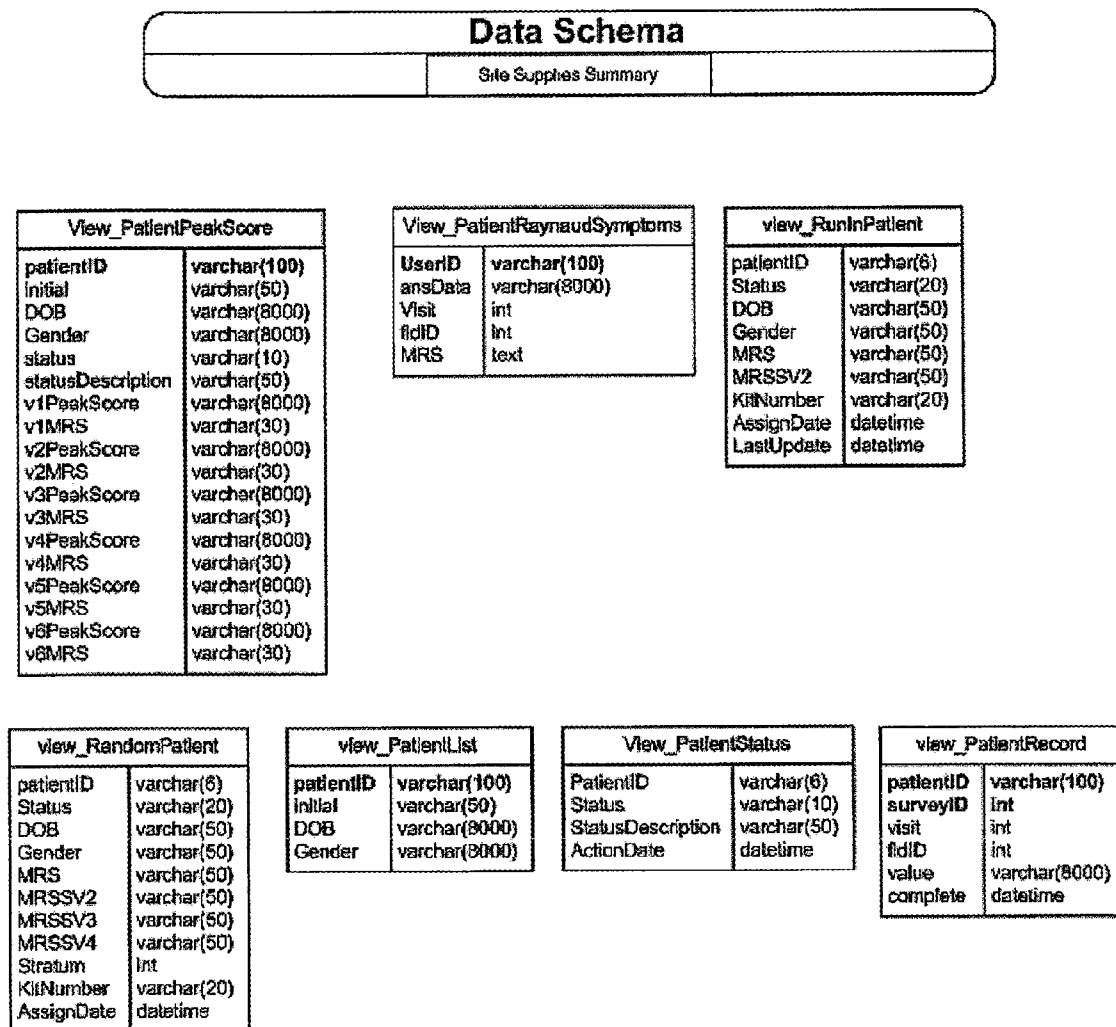 Data Schema
Site Supplies Summary
View_PatientPeakScore
patientID varchar(100)
initial varchar(50)
DOB varchar(8000)
Gender varchar(8000)
status varchar(10)
statusDescription varchar(50)
v1PeakScore varchar(8000)
v1MRS varchar(30)
v2PeakScore varchar(8000)
v2MRS varchar(30)
v3PeakScore varchar(8000)
v3MRS varchar(30)
v4PeakScore varchar(8000)
v4MRS varchar(30)
v5PeakScore varchar(8000)
v5MRS varchar(30)
v6PeakScore varchar(8000)
v6MRS varchar(30)
View_PatientRaynaudSymptoms
UserID varchar(100)
ansData varchar(8000)
Visit int
fldID int
MRS text
view_RunInPatient
patientID varchar(6)
Status varchar(20)
DOB varchar(50)
Gender varchar(50)
MRS varchar(50)
MRSSV2 varchar(50)
KitNumber varchar(20)
AssignDate datetime
LastUpdate datetime
view_RandomPatient
patientID varchar(6)
Status varchar(20)
DOB varchar(50)
Gender varchar(50)
MRS varchar(50)
MRSSV2 varchar(50)
MRSSV3 varchar(50)
MRSSV4 varchar(50)
Stratum int
KitNumber varchar(20)
AssignDate datetime
view_PatientList
patientID varchar(100)
initial varchar(50)
DOB varchar(8000)
Gender varchar(8000)
View_PatientStatus
PatientID varchar(6)
Status varchar(10)
StatusDescription varchar(50)
ActionDate datetime
view_PatientRecord
patientID varchar(100)
surveyID int
visit int
fldID int
value varchar(8000)
complete datetime